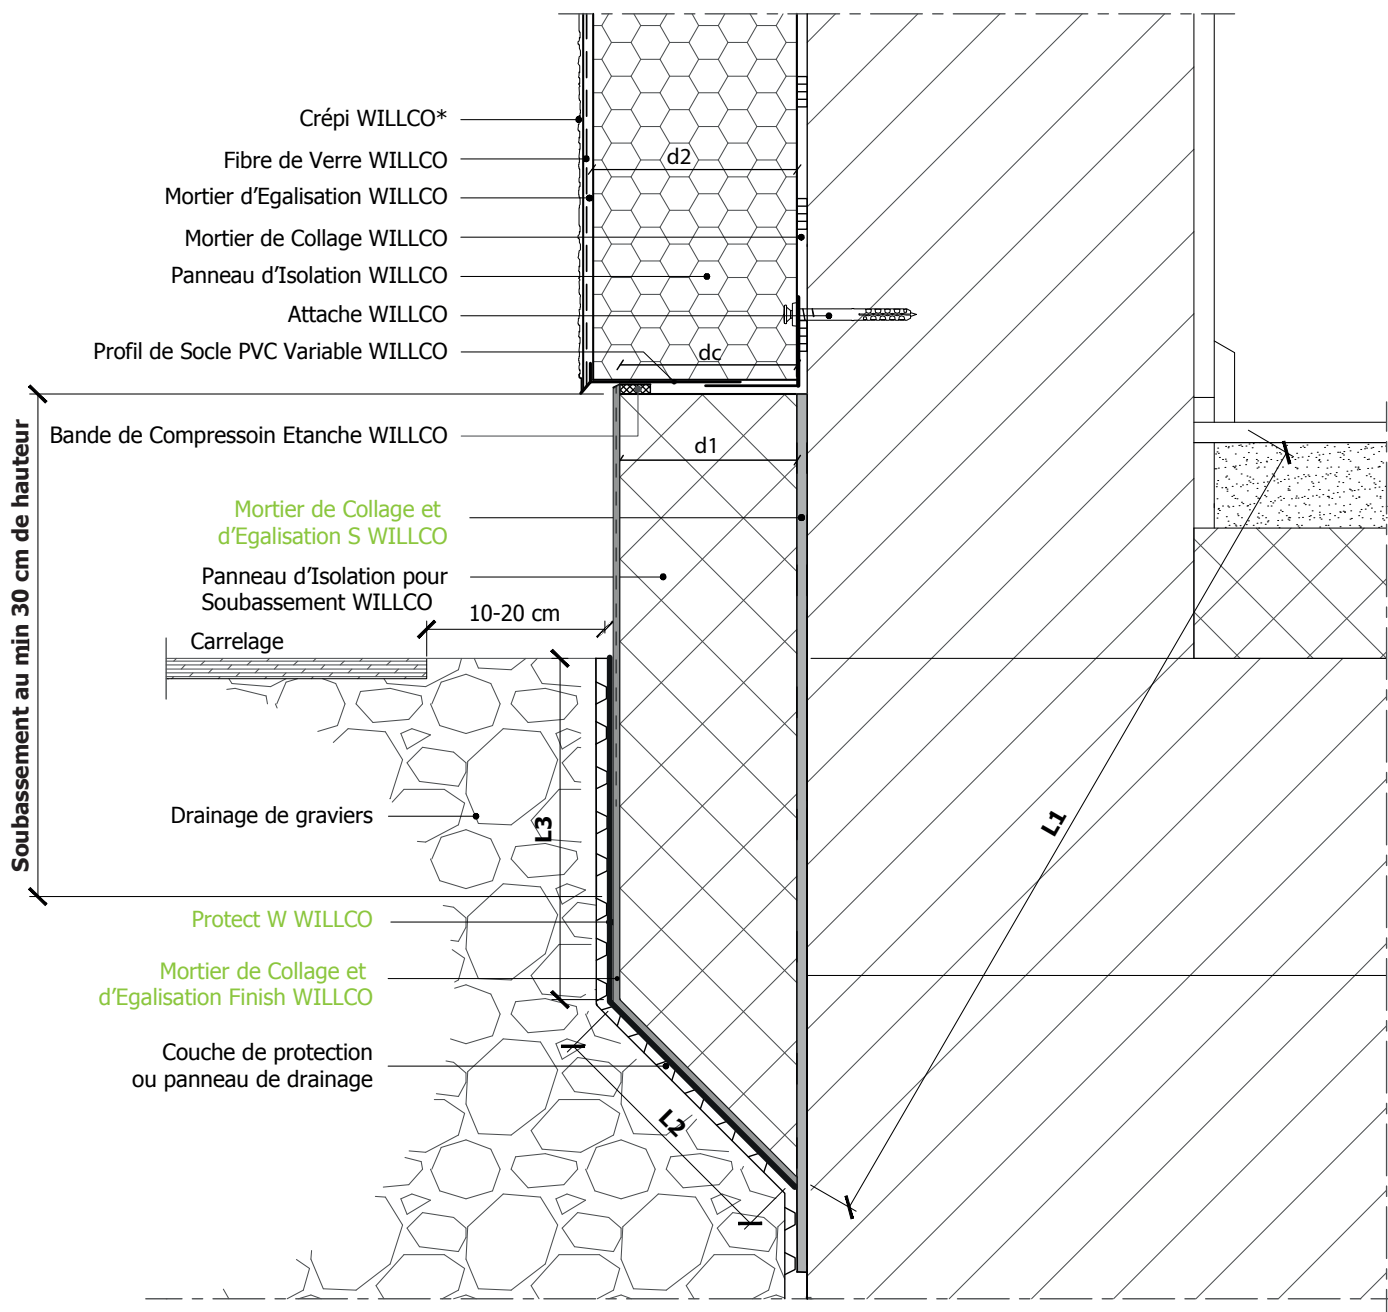 Crépi WILLCO*
Fibre de Verre WILLCO
Mortier d'Egalisation WILLCO
Mortier de Collage WILLCO
Panneau d'Isolation WILLCO
Attache WILLCO
Profil de Socle PVC Variable WILLCO
Bande de Compressoin Etanche WILLCO
Mortier de Collage et
d'Egalisation S WILLCO
Panneau d'Isolation pour
Soubassement WILLCO
10-20 cm
Carrelage
Drainage de graviers
Protect W WILLCO
Mortier de Collage et
d'Egalisation Finish WILLCO
Couche de protection
ou panneau de drainage
Soubassement au min 30 cm de hauteur
d2
dc
d1
L3
L2
L1